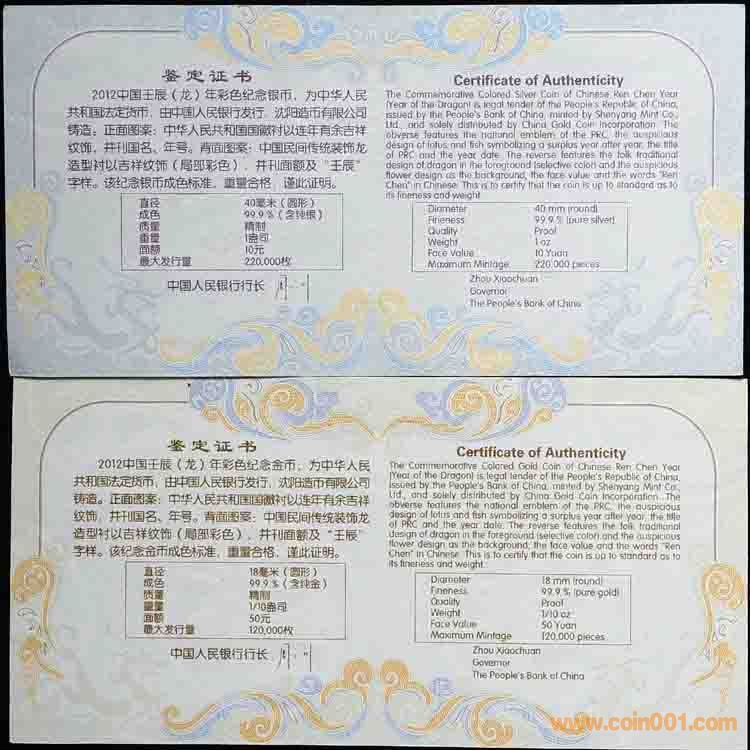 鉴定证书
2012中国壬辰（龙）年彩色纪念银币，为中华人民
共和国法定货币，由中国人民银行发行，沈阳造币有限公司
铸造。正面图案：中华人民共和国国徽衬以连年有余吉祥
纹饰，并刊国名、年号。背面图案：中国民间传统装饰龙
造型衬以吉祥纹饰（局部彩色），并刊面额及“壬辰”
字样。该纪念银币成色标准，重量合格，谨此证明。
直径 40毫米（圆形）
成色 99.9％（含纯银）
质量 精制
重量 1盎司
面额 10元
最大发行量 220,000枚
中国人民银行行长
Certificate of Authenticity
The Commemorative Colored Silver Coin of Chinese Ren Chen Year
(Year of the Dragon) is legal tender of the People's Republic of China,
issued by the People's Bank of China, minted by Shenyang Mint Co.,
Ltd., and solely distributed by China Gold Coin Incorporation. The
obverse features the national emblem of the PRC, the auspicious
design of lotus and fish symbolizing a surplus year after year, the title
of PRC and the year date. The reverse features the folk traditional
design of dragon in the foreground (selective color) and the auspicious
flower design as the background, the face value and the words "Ren
Chen" in Chinese. This is to certify that the coin is up to standard as to
its fineness and weight.
Diameter 40 mm (round)
Fineness 99.9% (pure silver)
Quality Proof
Weight 1 oz
Face Value 10 Yuan
Maximum Mintage 220,000 pieces
Zhou Xiaochuan
Governor
The People's Bank of China
鉴定证书
2012中国壬辰（龙）年彩色纪念金币，为中华人民
共和国法定货币，由中国人民银行发行，沈阳造币有限公司
铸造。正面图案：中华人民共和国国徽衬以连年有余吉祥
纹饰，并刊国名、年号。背面图案：中国民间传统装饰龙
造型衬以吉祥纹饰（局部彩色），并刊面额及“壬辰”
字样。该纪念金币成色标准，重量合格，谨此证明。
直径 18毫米（圆形）
成色 99.9％（含纯金）
质量 精制
重量 1/10盎司
面额 50元
最大发行量 120,000枚
中国人民银行行长
Certificate of Authenticity
The Commemorative Colored Gold Coin of Chinese Ren Chen Year
(Year of the Dragon) is legal tender of the People's Republic of China,
issued by the People's Bank of China, minted by Shenyang Mint Co.,
Ltd., and solely distributed by China Gold Coin Incorporation. The
obverse features the national emblem of the PRC, the auspicious
design of lotus and fish symbolizing a surplus year after year, the title
of PRC and the year date. The reverse features the folk traditional
design of dragon in the foreground (selective color) and the auspicious
flower design as the background, the face value and the words "Ren
Chen" in Chinese. This is to certify that the coin is up to standard as to
its fineness and weight.
Diameter 18 mm (round)
Fineness 99.9% (pure gold)
Quality Proof
Weight 1/10 oz
Face Value 50 Yuan
Maximum Mintage 120,000 pieces
Zhou Xiaochuan
Governor
The People's Bank of China
www.coin001.com